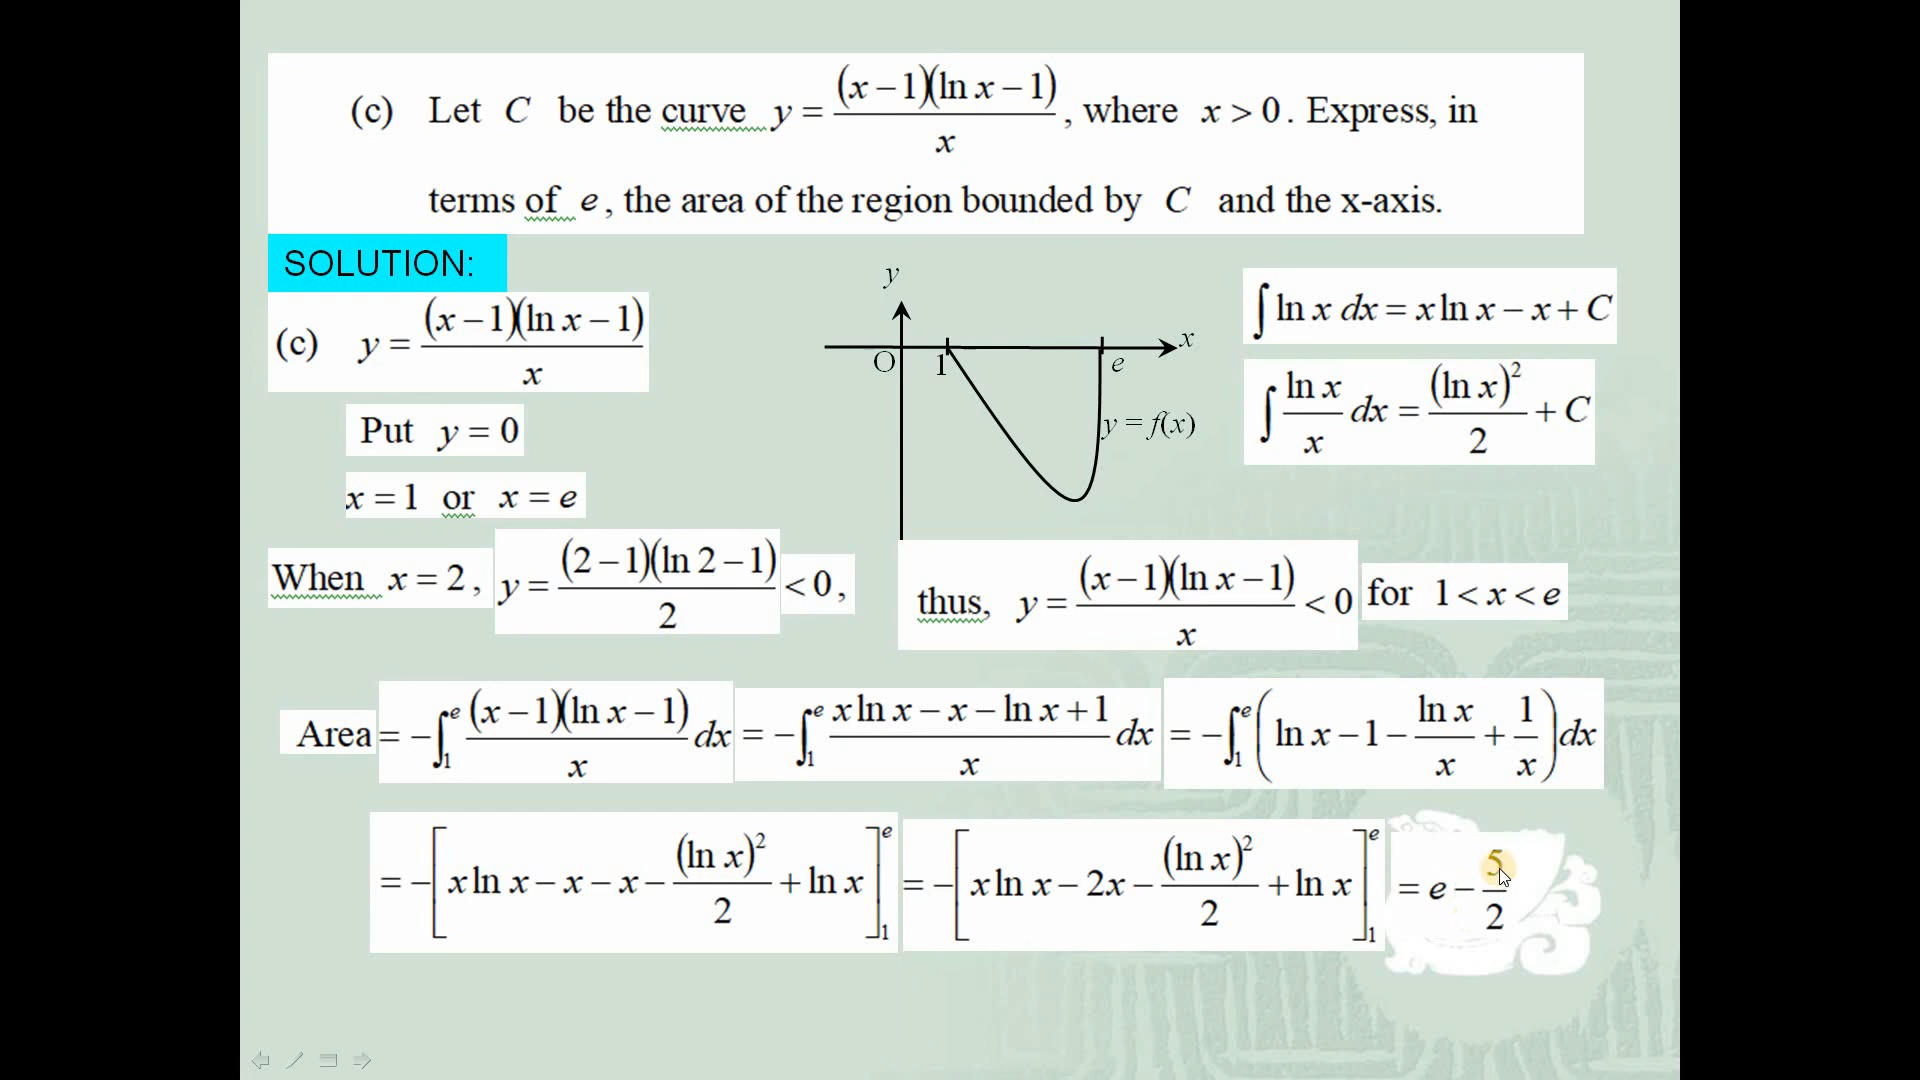 (c) Let C be the curve y = (x − 1)(ln x − 1) / x , where x > 0 . Express, in
terms of e , the area of the region bounded by C and the x-axis.
SOLUTION:
(c) y = (x − 1)(ln x − 1) / x
Put y = 0
x = 1 or x = e
y
x
O
1
e
y = f(x)
∫ ln x dx = x ln x − x + C
∫ (ln x / x) dx = (ln x)² / 2 + C
When x = 2 , y = (2 − 1)(ln 2 − 1) / 2 < 0 , thus, y = (x − 1)(ln x − 1) / x < 0 for 1 < x < e
Area = −∫₁ᵉ (x − 1)(ln x − 1) / x dx = −∫₁ᵉ (x ln x − x − ln x + 1) / x dx = −∫₁ᵉ (ln x − 1 − ln x / x + 1 / x) dx
= −[x ln x − x − x − (ln x)² / 2 + ln x]₁ᵉ = −[x ln x − 2x − (ln x)² / 2 + ln x]₁ᵉ = e − 5 / 2